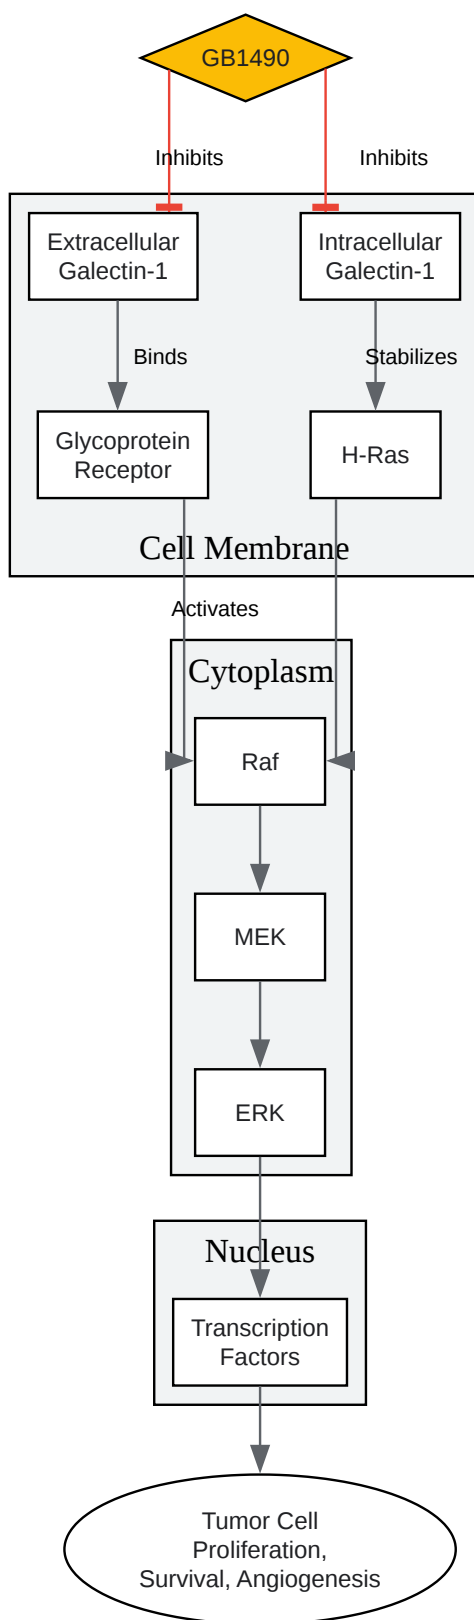 GB1490
Inhibits
Inhibits
Extracellular
Galectin-1
Intracellular
Galectin-1
Binds
Stabilizes
Glycoprotein
Receptor
H-Ras
Cell Membrane
Activates
Cytoplasm
Raf
MEK
ERK
Nucleus
Transcription
Factors
Tumor Cell
Proliferation,
Survival, Angiogenesis